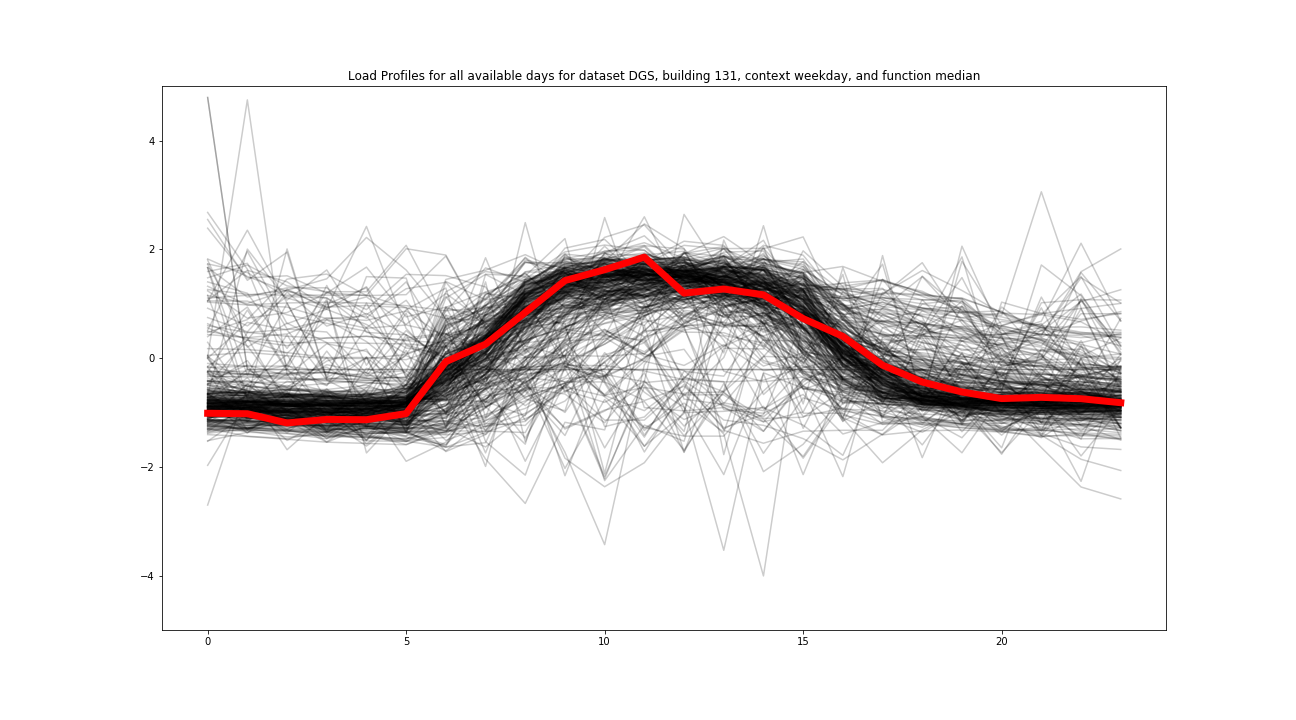 Load Profiles for all available days for dataset DGS, building 131, context weekday, and function median
4
2
0
−2
−4
0 5 10 15 20